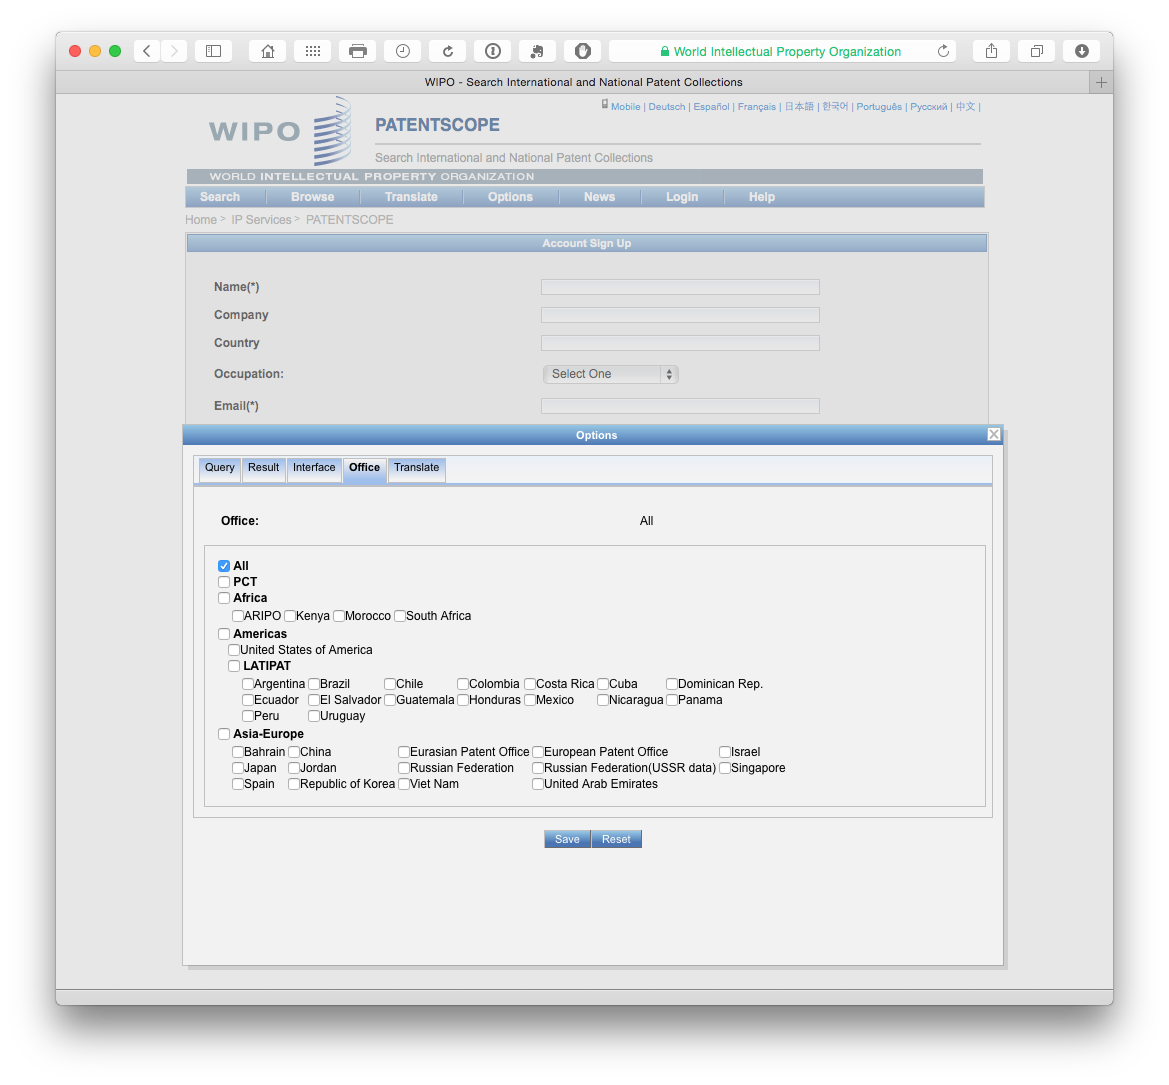 World Intellectual Property Organization
WIPO - Search International and National Patent Collections
Mobile | Deutsch | Español | Français | 日本語 | 한국어 | Português | Русский | 中文 |
WIPO
PATENTSCOPE
Search International and National Patent Collections
WORLD INTELLECTUAL PROPERTY ORGANIZATION
Search Browse Translate Options News Login Help
Home > IP Services > PATENTSCOPE
Account Sign Up
Name(*)
Company
Country
Occupation: Select One
Email(*)
Options
Query Result Interface Office Translate
Office: All
All
PCT
Africa
ARIPO Kenya Morocco South Africa
Americas
United States of America
LATIPAT
Argentina Brazil Chile Colombia Costa Rica Cuba Dominican Rep.
Ecuador El Salvador Guatemala Honduras Mexico Nicaragua Panama
Peru Uruguay
Asia-Europe
Bahrain China Eurasian Patent Office European Patent Office Israel
Japan Jordan Russian Federation Russian Federation(USSR data) Singapore
Spain Republic of Korea Viet Nam United Arab Emirates
Save Reset